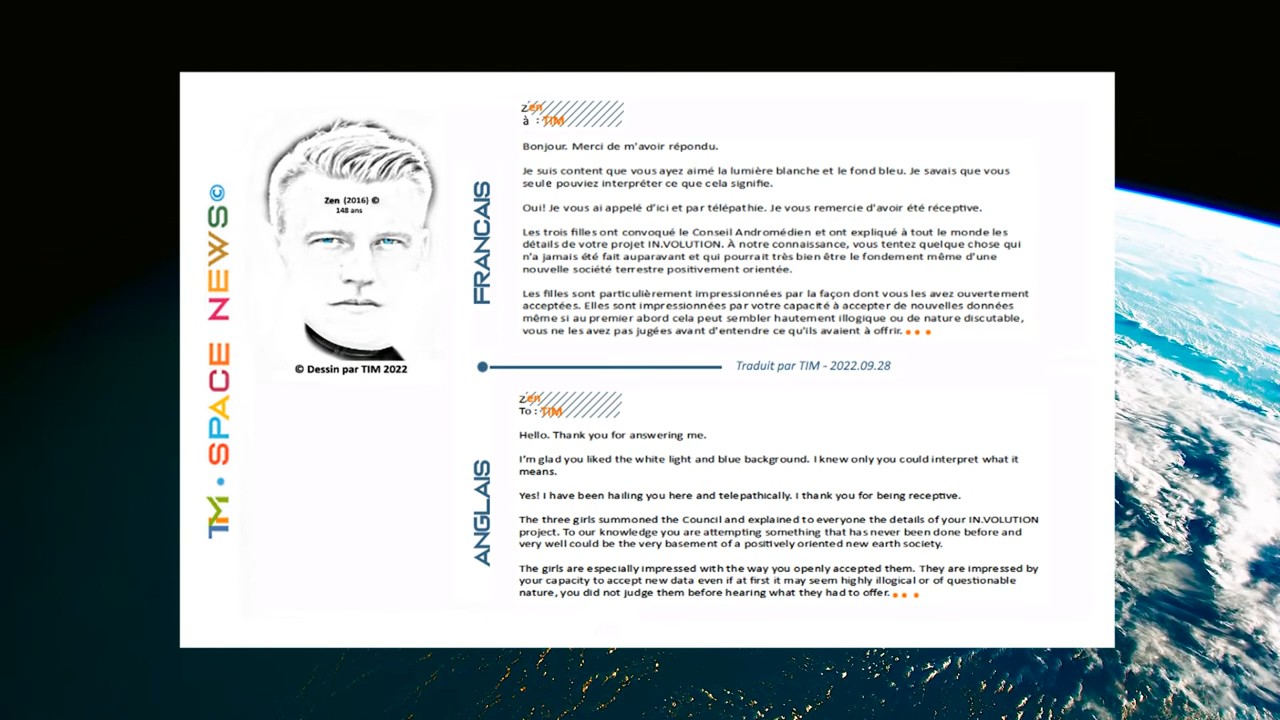 TIM • SPACE NEWS©
Zen (2016) ©
148 ans
© Dessin par TIM 2022
FRANCAIS
zen
à : TIM
Bonjour. Merci de m'avoir répondu.
Je suis content que vous ayez aimé la lumière blanche et le fond bleu. Je savais que vous
seule pouviez interpréter ce que cela signifie.
Oui! Je vous ai appelé d'ici et par télépathie. Je vous remercie d'avoir été réceptive.
Les trois filles ont convoqué le Conseil Andromédien et ont expliqué à tout le monde les
détails de votre projet IN.VOLUTION. À notre connaissance, vous tentez quelque chose qui
n'a jamais été fait auparavant et qui pourrait très bien être le fondement même d'une
nouvelle société terrestre positivement orientée.
Les filles sont particulièrement impressionnées par la façon dont vous les avez ouvertement
acceptées. Elles sont impressionnées par votre capacité à accepter de nouvelles données
même si au premier abord cela peut sembler hautement illogique ou de nature discutable,
vous ne les avez pas jugées avant d'entendre ce qu'ils avaient à offrir. • • •
Traduit par TIM - 2022.09.28
ANGLAIS
zen
To : TIM
Hello. Thank you for answering me.
I'm glad you liked the white light and blue background. I knew only you could interpret what it
means.
Yes! I have been hailing you here and telepathically. I thank you for being receptive.
The three girls summoned the Council and explained to everyone the details of your IN.VOLUTION
project. To our knowledge you are attempting something that has never been done before and
very well could be the very basement of a positively oriented new earth society.
The girls are especially impressed with the way you openly accepted them. They are impressed by
your capacity to accept new data even if at first it may seem highly illogical or of questionable
nature, you did not judge them before hearing what they had to offer. • • •